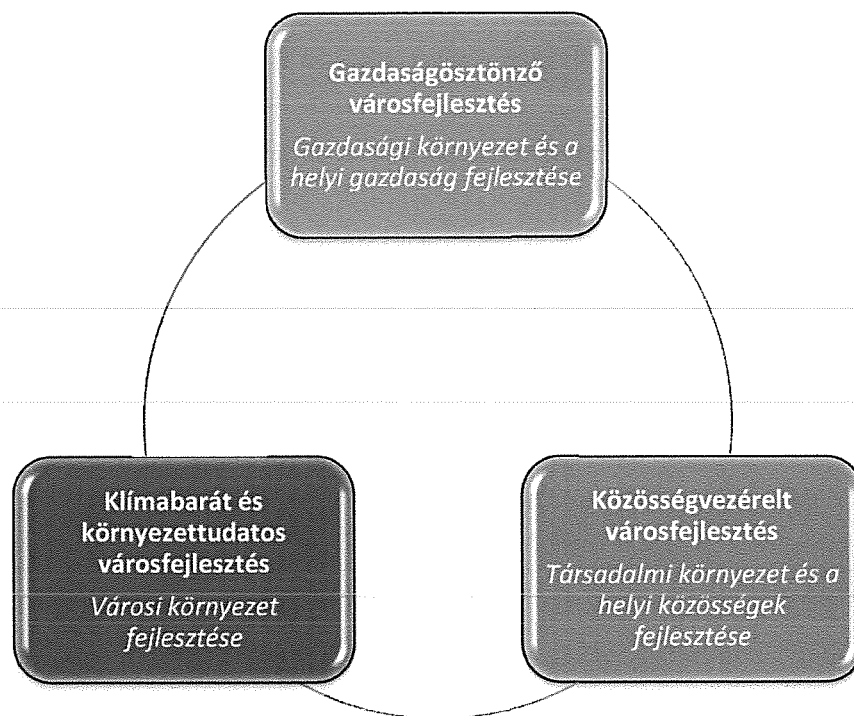 Gazdaságösztönző
városfejlesztés
Gazdasági környezet és a
helyi gazdaság fejlesztése
Klímabarát és
környezettudatos
városfejlesztés
Városi környezet
fejlesztése
Közösségvezérelt
városfejlesztés
Társadalmi környezet és a
helyi közösségek
fejlesztése